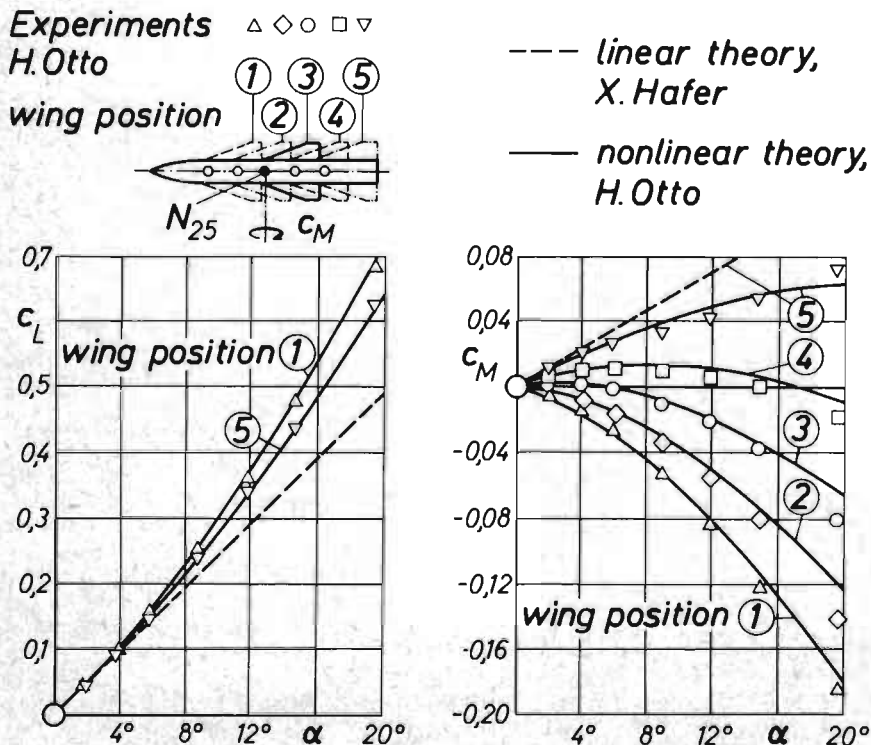 Experiments △ ◇ ○ □ ▽
H. Otto
wing position
① ③ ⑤
② ④
N25 cM
--- linear theory,
X. Hafer
— nonlinear theory,
H. Otto
0,7
cL
wing position ①
0,5
⑤
0,4
0,3
0,2
0,1
0
4° 8° 12° α 20°
0,08
0,04
cM
0
-0,04
-0,08
-0,12
-0,16
-0,20
⑤
④
③
②
wing position ①
4° 8° 12° α 20°